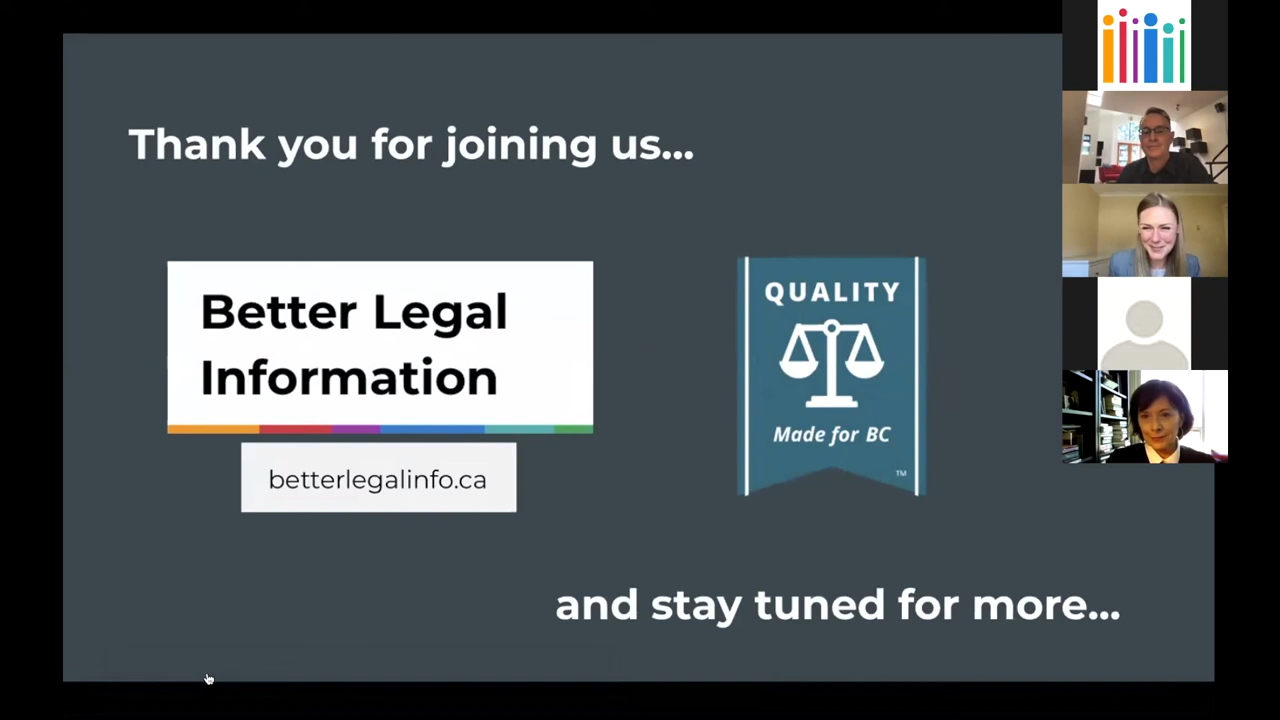 Thank you for joining us...
Better Legal
Information
betterlegalinfo.ca
QUALITY
Made for BC
TM
and stay tuned for more...